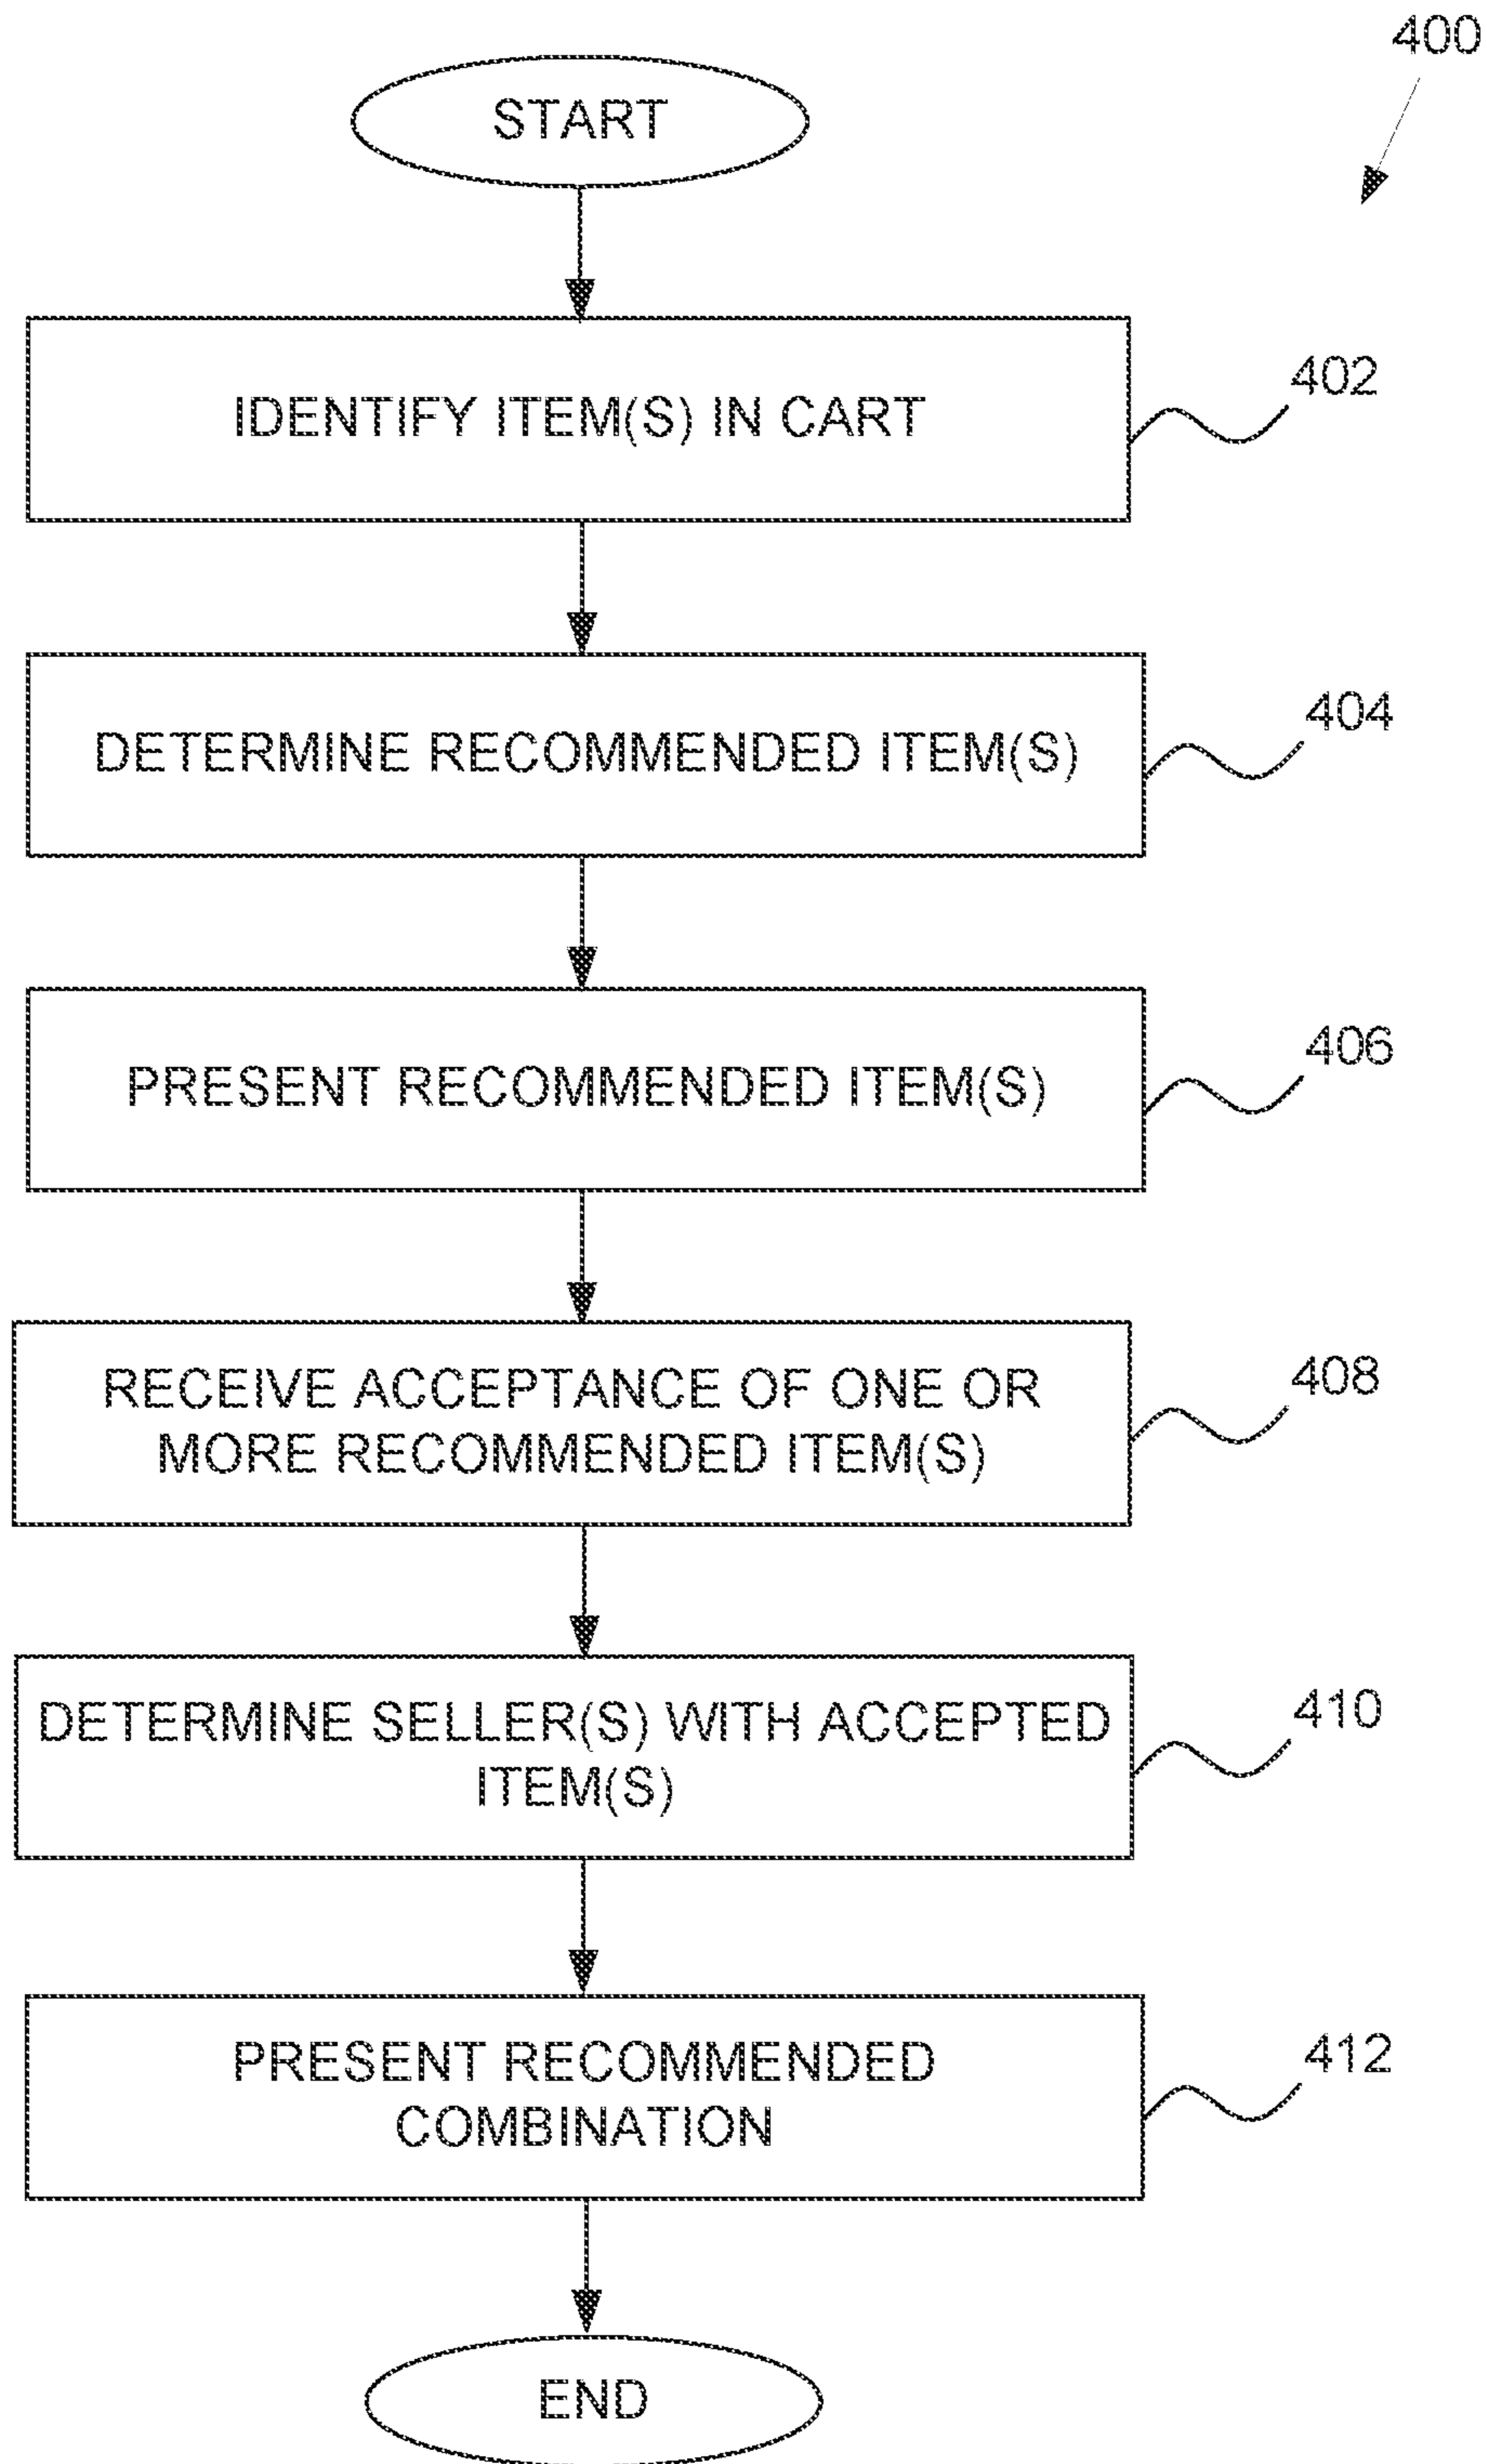 400
START
IDENTIFY ITEM(S) IN CART
402
DETERMINE RECOMMENDED ITEM(S)
404
PRESENT RECOMMENDED ITEM(S)
406
RECEIVE ACCEPTANCE OF ONE OR
MORE RECOMMENDED ITEM(S)
408
DETERMINE SELLER(S) WITH ACCEPTED
ITEM(S)
410
PRESENT RECOMMENDED
COMBINATION
412
END